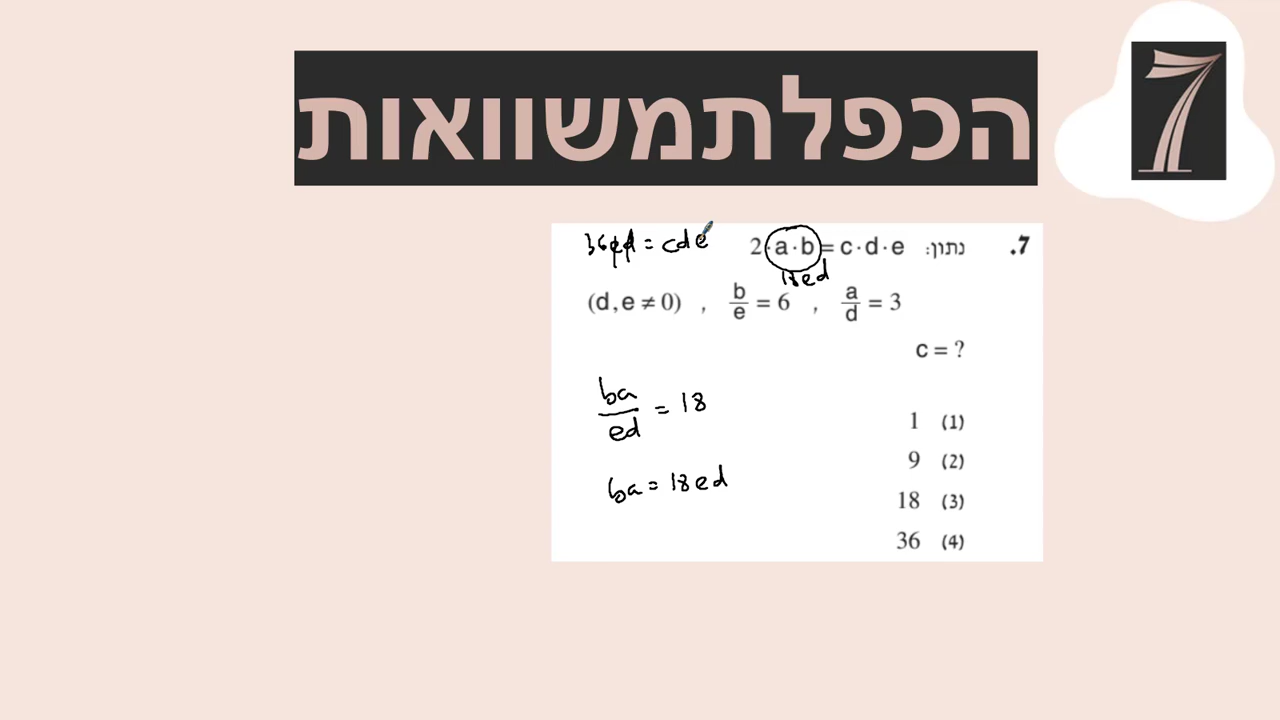 הכפלתמשוואות
7
7. נתון: 2·a·b=c·d·e
36ed = cde
18ed
a/d = 3 , b/e = 6 , (d,e ≠ 0)
c = ?
ba/ed = 18
(1) 1
(2) 9
ba = 18ed
(3) 18
(4) 36